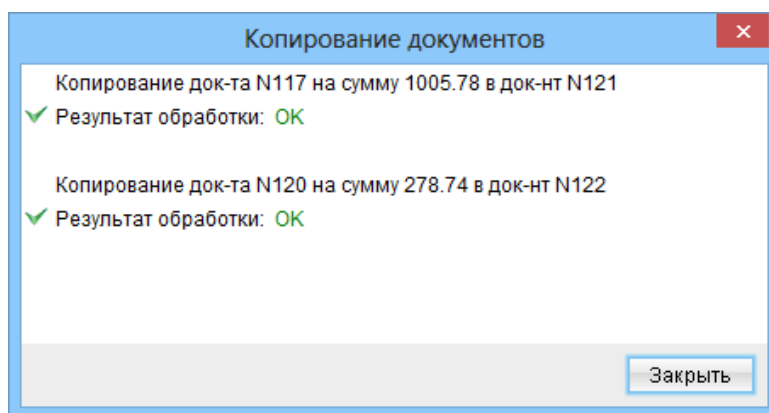 Копирование документов
Копирование док-та N117 на сумму 1005.78 в док-нт N121
Результат обработки: OK
Копирование док-та N120 на сумму 278.74 в док-нт N122
Результат обработки: OK
Закрыть